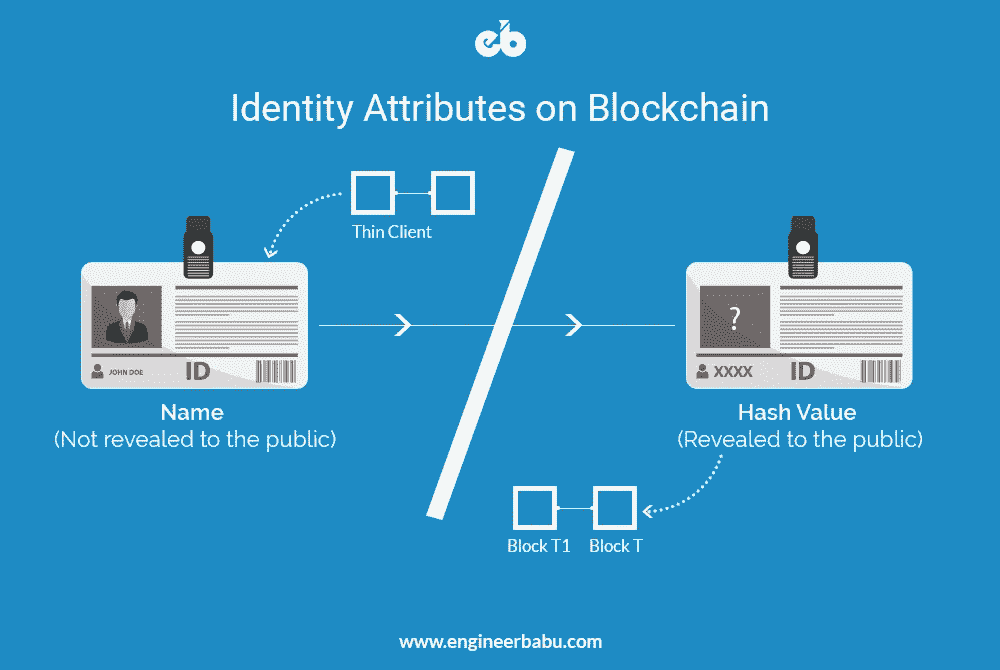 eb
Identity Attributes on Blockchain
Thin Client
JOHN DOE
ID
?
XXXX
ID
Name
(Not revealed to the public)
Hash Value
(Revealed to the public)
Block T1
Block T
www.engineerbabu.com